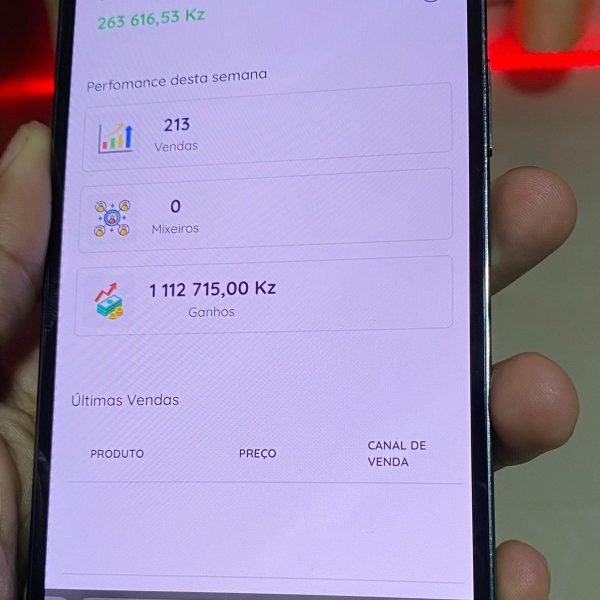 263 616,53 Kz
Perfomance desta semana
213
Vendas
0
Mixeiros
1 112 715,00 Kz
Ganhos
Últimas Vendas
PRODUTO PREÇO CANAL DE VENDA